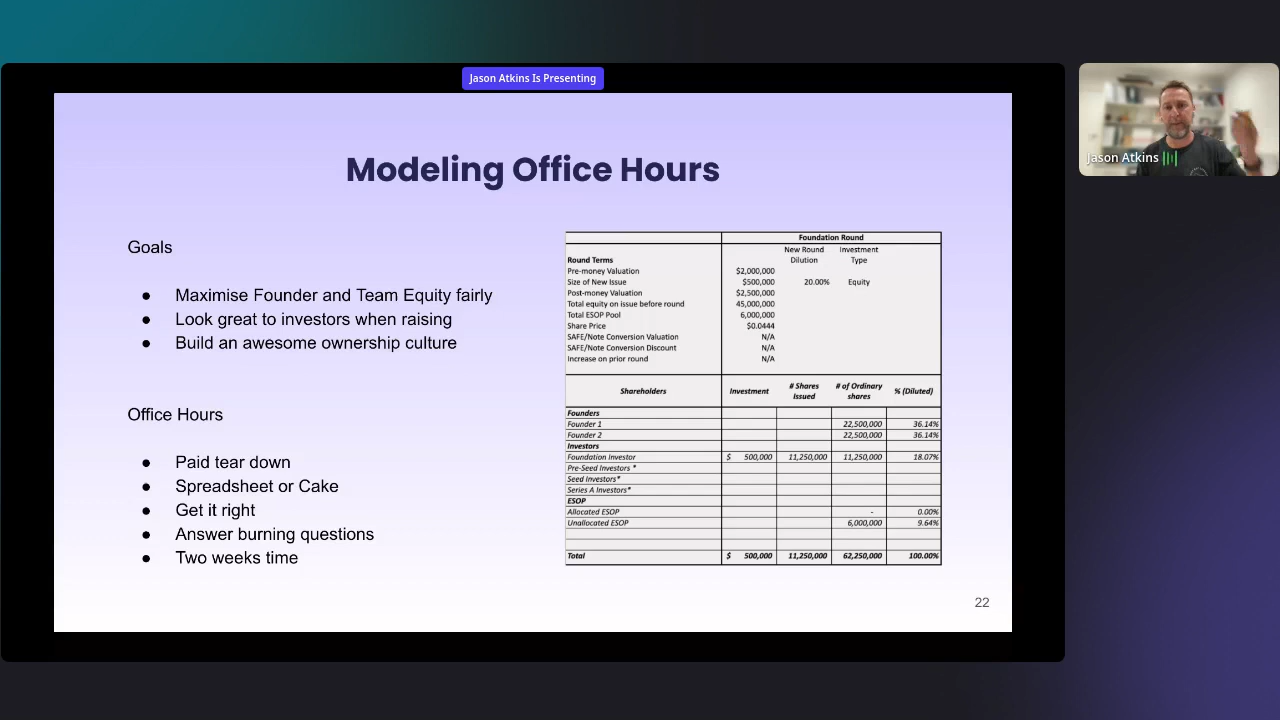 Jason Atkins Is Presenting
Modeling Office Hours
Goals
● Maximise Founder and Team Equity fairly
● Look great to investors when raising
● Build an awesome ownership culture
Office Hours
● Paid tear down
● Spreadsheet or Cake
● Get it right
● Answer burning questions
● Two weeks time
Foundation Round
Round Terms New Round Dilution Investment Type
Pre-money Valuation $2,000,000
Size of New Issue $500,000 20.00% Equity
Post-money Valuation $2,500,000
Total equity on issue before round 45,000,000
Total ESOP Pool 6,000,000
Share Price $0.0444
SAFE/Note Conversion Valuation N/A
SAFE/Note Conversion Discount N/A
Increase on prior round N/A
Shareholders Investment # Shares issued # of Ordinary shares % (Diluted)
Founders
Founder 1 22,500,000 36.14%
Founder 2 22,500,000 36.14%
Investors
Foundation Investor $ 500,000 11,250,000 11,250,000 18.07%
Pre-Seed Investors *
Seed Investors*
Series A Investors*
ESOP
Allocated ESOP - 0.00%
Unallocated ESOP 6,000,000 9.64%
Total $ 500,000 11,250,000 62,250,000 100.00%
22
Jason Atkins